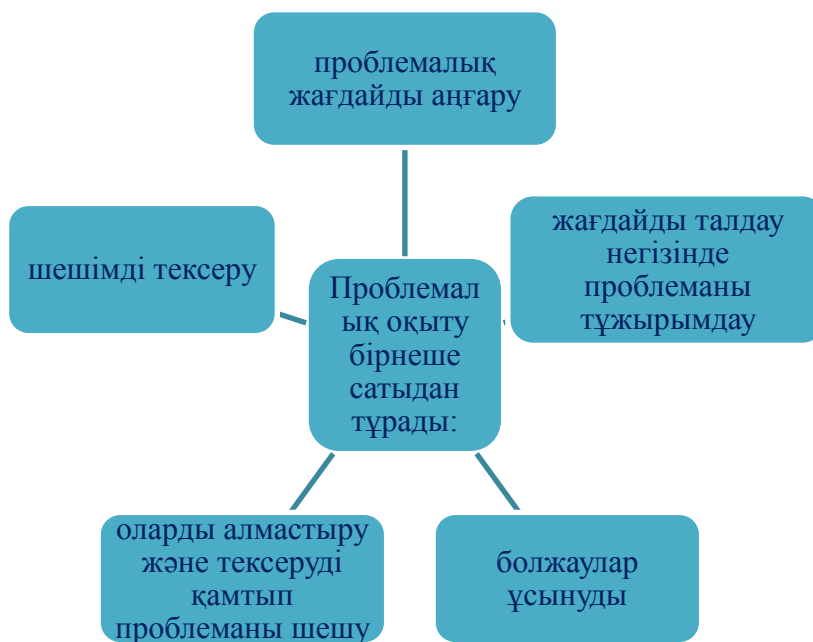 проблемалық
жағдайды аңғару
шешімді тексеру
Проблемал
ық оқыту
бірнеше
сатыдан
тұрады:
жағдайды талдау
негізінде
проблеманы
тұжырымдау
оларды алмастыру
және тексеруді
қамтып
проблеманы шешу
болжаулар
ұсынуды